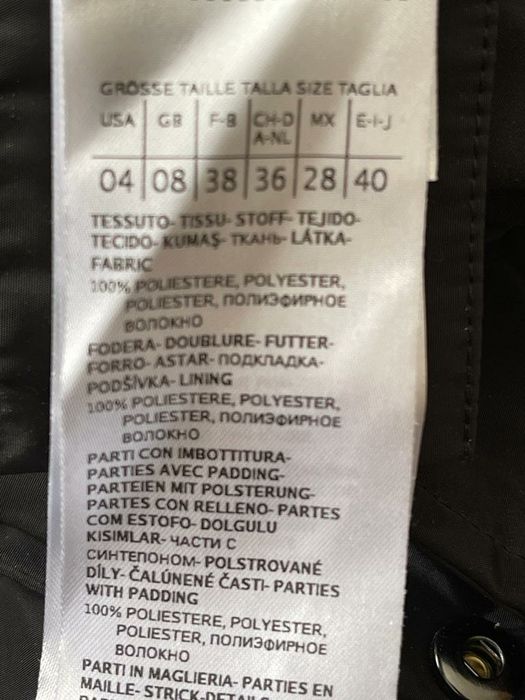 GRÖSSE TAILLE TALLA SIZE TAGLIA
USA GB F-B CH-D A-NL MX E-I-J
04 08 38 36 28 40
TESSUTO- TISSU- STOFF- TEJIDO-
TECIDO- KUMAŞ- ТКАНЬ- LÁTKA-
FABRIC
100% POLIESTERE, POLYESTER,
POLIESTER, ПОЛИЭФИРНОЕ
ВОЛОКНО
FODERA- DOUBLURE- FUTTER-
FORRO- ASTAR- ПОДКЛАДКА-
PODŠÍVKA- LINING
100% POLIESTERE, POLYESTER,
POLIESTER, ПОЛИЭФИРНОЕ
ВОЛОКНО
PARTI CON IMBOTTITURA-
PARTIES AVEC PADDING-
PARTEIEN MIT POLSTERUNG-
PARTES CON RELLENO- PARTES
COM ESTOFO- DOLGULU
KISIMLAR- ЧАСТИ С
СИНТЕПОНОМ- POLSTROVANÉ
DÍLY- ČALÚNENÉ ČASTI- PARTIES
WITH PADDING
100% POLIESTERE, POLYESTER,
POLIESTER, ПОЛИЭФИРНОЕ
ВОЛОКНО
PARTI IN MAGLIERIA- PARTIES EN
MAILLE- STRICK-DETAILS